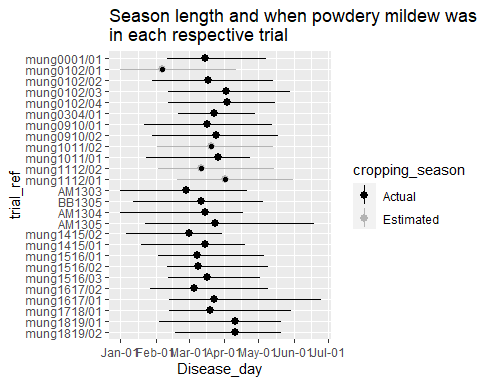 Season length and when powdery mildew was
in each respective trial
mung0001/01
mung0102/01
mung0102/02
mung0102/03
mung0102/04
mung0304/01
mung0910/01
mung0910/02
mung1011/02
mung1011/01
mung1112/02
mung1112/01
AM1303
BB1305
AM1304
AM1305
mung1415/02
mung1415/01
mung1516/01
mung1516/02
mung1516/03
mung1617/02
mung1617/01
mung1718/01
mung1819/01
mung1819/02
trial_ref
Jan-01 Feb-01 Mar-01 Apr-01 May-01 Jun-01 Jul-01
Disease_day
cropping_season
Actual
Estimated